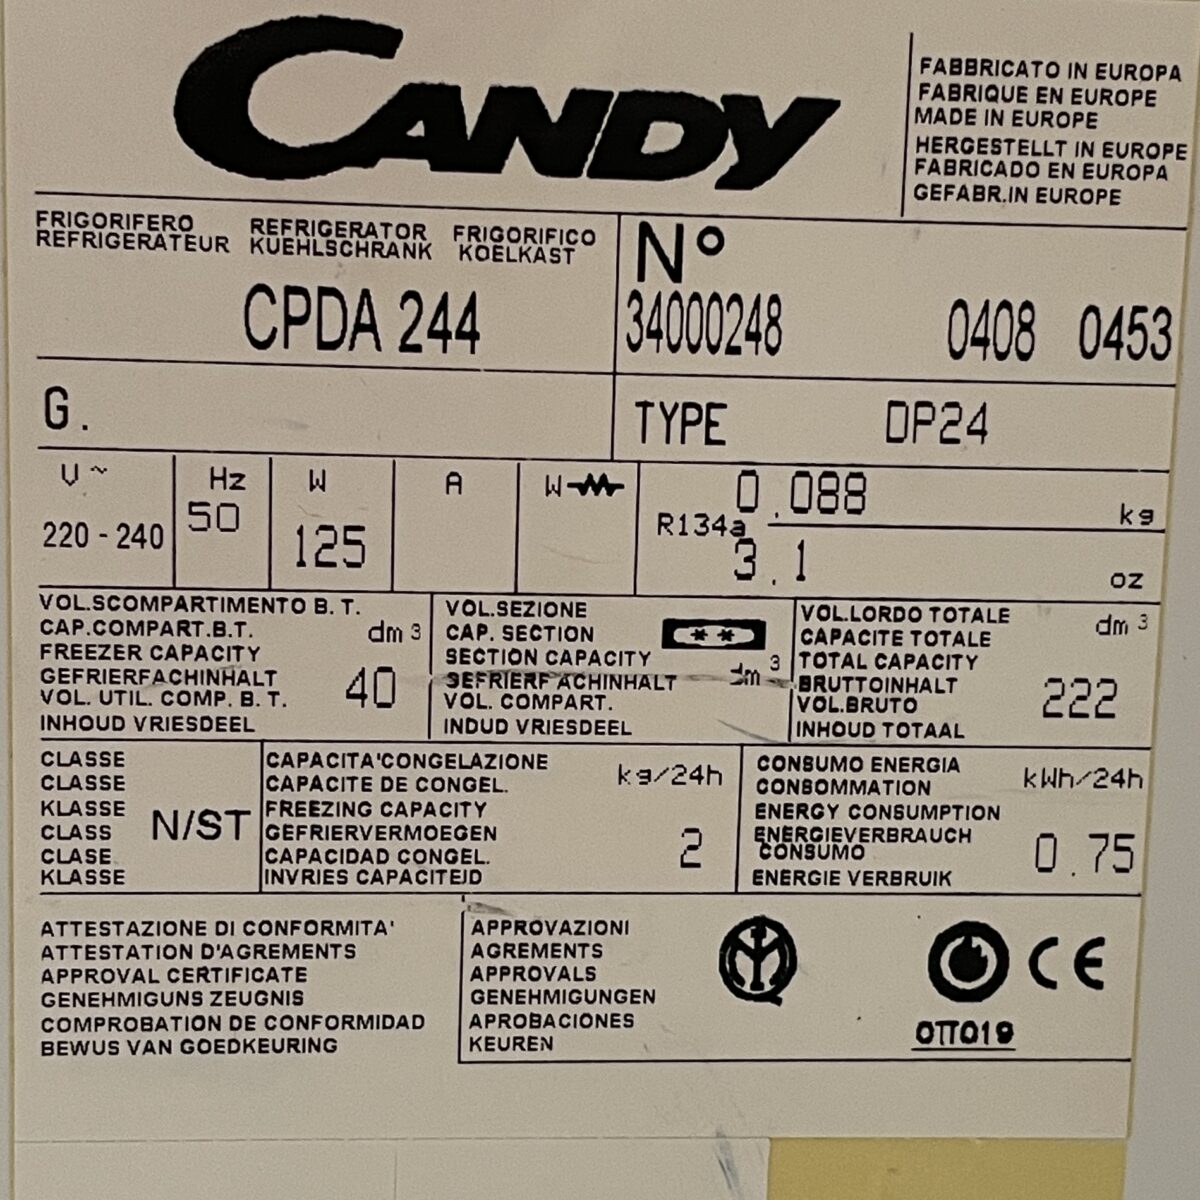 CANDY
FABBRICATO IN EUROPA
FABRIQUE EN EUROPE
MADE IN EUROPE
HERGESTELLT IN EUROPE
FABRICADO EN EUROPA
GEFABR.IN EUROPE
FRIGORIFERO REFRIGERATOR FRIGORIFICO
REFRIGERATEUR KUEHLSCHRANK KOELKAST
CPDA 244
N°
34000248 0408 0453
G.
TYPE DP24
V ~
220 - 240
Hz
50
W
125
A
W
R134a
0.088 kg
3.1 oz
VOL.SCOMPARTIMENTO B. T.
CAP.COMPART.B.T.
FREEZER CAPACITY
GEFRIERFACHINHALT
VOL. UTIL. COMP. B. T.
INHOUD VRIESDEEL
dm³
40
VOL.SEZIONE
CAP. SECTION
SECTION CAPACITY
GEFRIERFACHINHALT
VOL. COMPART.
INDUD VRIESDEEL
**
dm³
VOL.LORDO TOTALE
CAPACITE TOTALE
TOTAL CAPACITY
BRUTTOINHALT
VOL.BRUTO
INHOUD TOTAAL
dm³
222
CLASSE
CLASSE
KLASSE
CLASS
CLASE
KLASSE
N/ST
CAPACITA'CONGELAZIONE
CAPACITE DE CONGEL.
FREEZING CAPACITY
GEFRIERVERMOEGEN
CAPACIDAD CONGEL.
INVRIES CAPACITEID
kg/24h
2
CONSUMO ENERGIA
CONSOMMATION
ENERGY CONSUMPTION
ENERGIEVERBRAUCH
CONSUMO
ENERGIE VERBRUIK
kWh/24h
0.75
ATTESTAZIONE DI CONFORMITA'
ATTESTATION D'AGREMENTS
APPROVAL CERTIFICATE
GENEHMIGUNS ZEUGNIS
COMPROBATION DE CONFORMIDAD
BEWUS VAN GOEDKEURING
APPROVAZIONI
AGREMENTS
APPROVALS
GENEHMIGUNGEN
APROBACIONES
KEUREN
CE